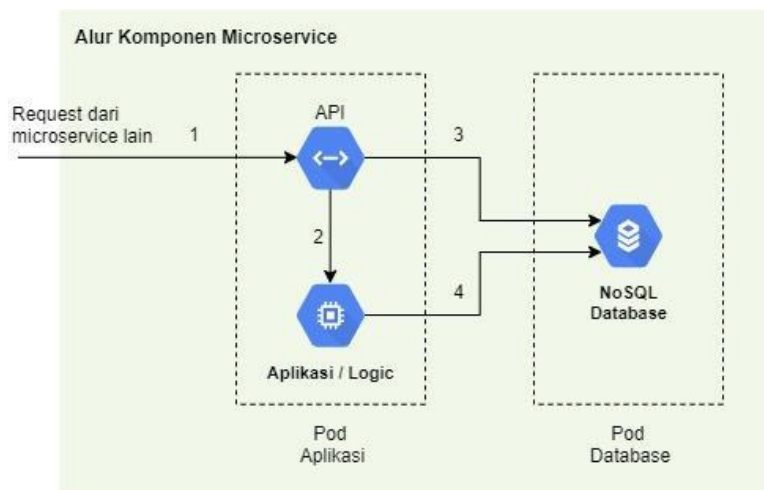 Alur Komponen Microservice
Request dari
microservice lain
1
API
3
2
4
NoSQL
Database
Aplikasi / Logic
Pod
Aplikasi
Pod
Database